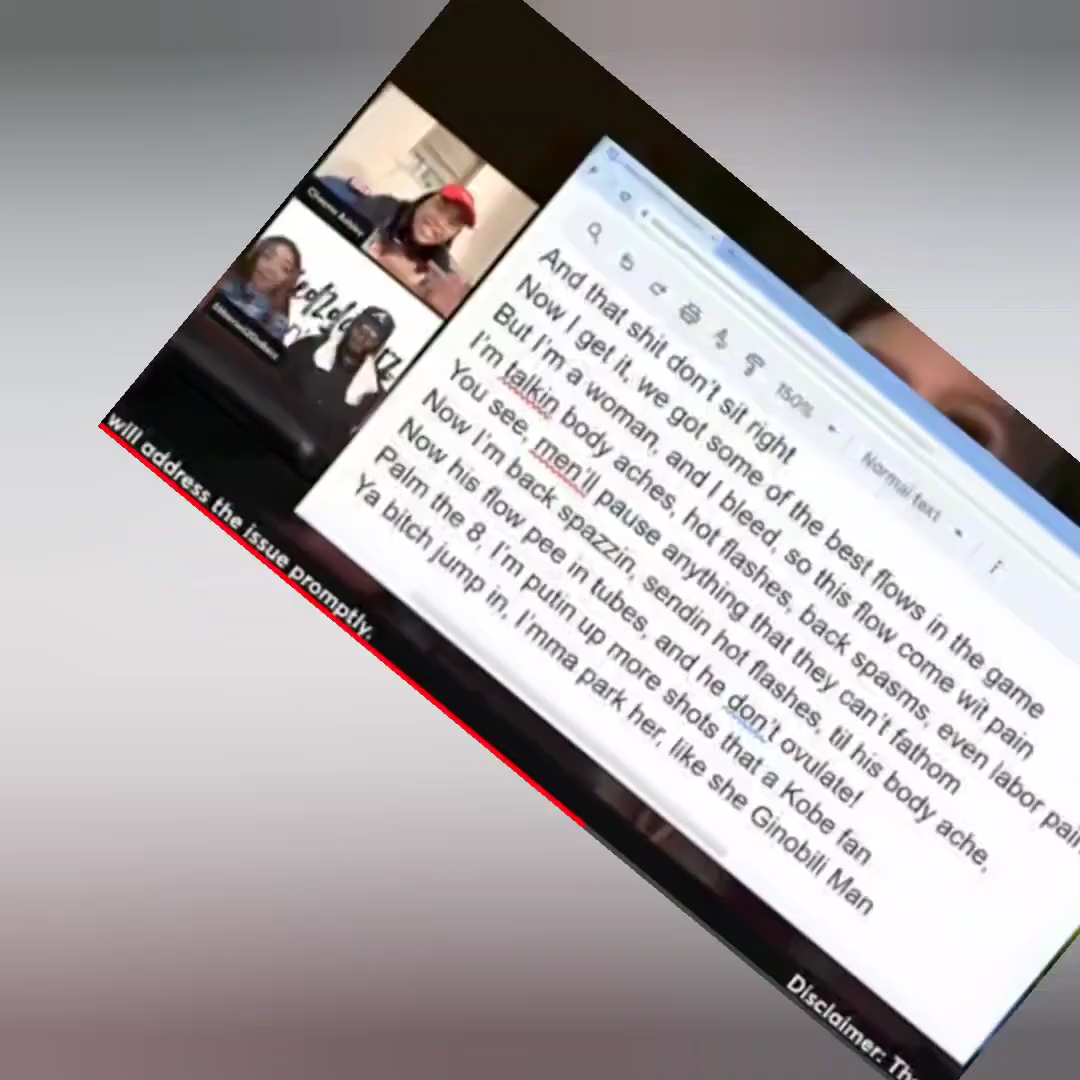 150%
Normal text
And that shit don't sit right
Now I get it, we got some of the best flows in the game
But I'm a woman, and I bleed, so this flow come wit pain
I'm talkin body aches, hot flashes, back spasms, even labor pain
You see, men'll pause anything that they can't fathom
Now I'm back spazzin, sendin hot flashes, til his body ache,
Now his flow pee in tubes, and he don't ovulate!
Palm the 8, I'm putin up more shots that a Kobe fan
Ya bitch jump in, I'mma park her, like she Ginobili Man
will address the issue promptly.
Disclaimer: